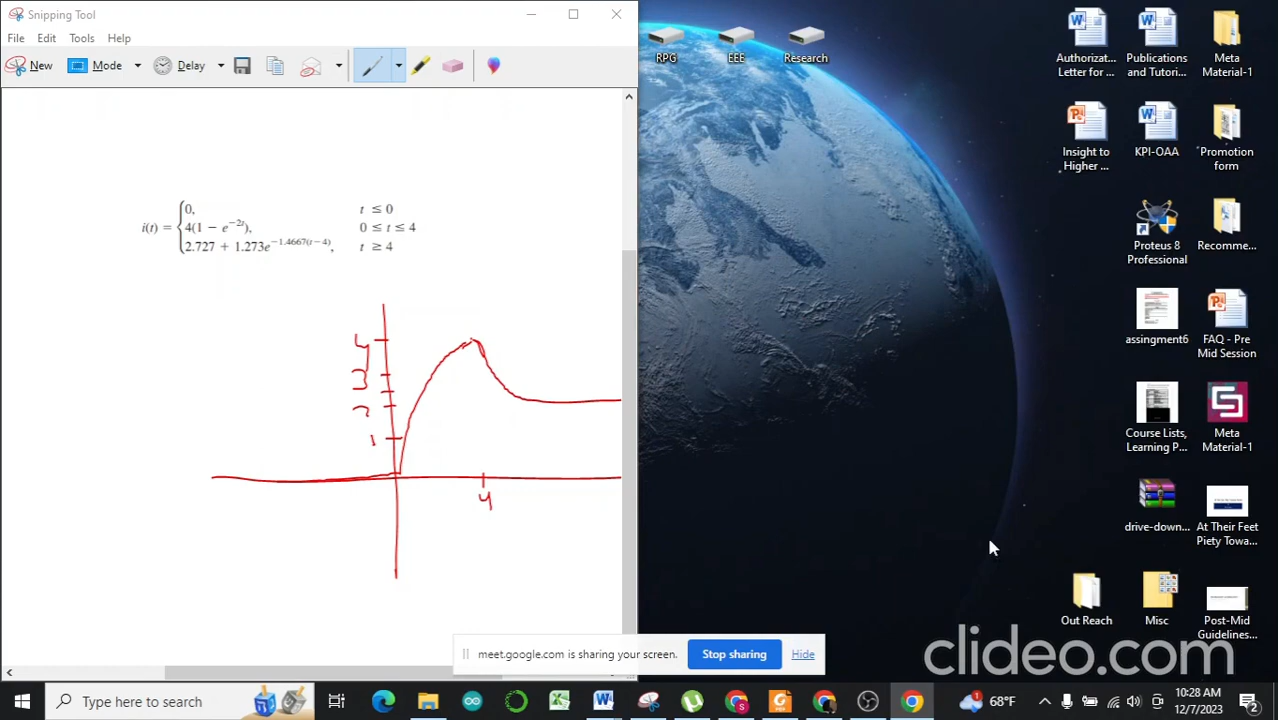 Snipping Tool
File Edit Tools Help
New Mode Delay
i(t) = 0, t ≤ 0
4(1 − e^−2t), 0 ≤ t ≤ 4
2.727 + 1.273e^−1.4667(t−4), t ≥ 4
4
3
2
1
4
RPG
EEE
Research
Authorizat...
Letter for ...
Publications
and Tutori...
Meta
Material-1
Insight to
Higher ...
KPI-OAA
Promotion
form
Proteus 8
Professional
Recomme...
assingment6
FAQ - Pre
Mid Session
Course Lists,
Learning P...
Meta
Material-1
drive-down...
At Their Feet
Piety Towa...
Out Reach
Misc
Post-Mid
Guidelines...
meet.google.com is sharing your screen. Stop sharing Hide
clideo.com
Type here to search
68°F
10:28 AM
12/7/2023
2